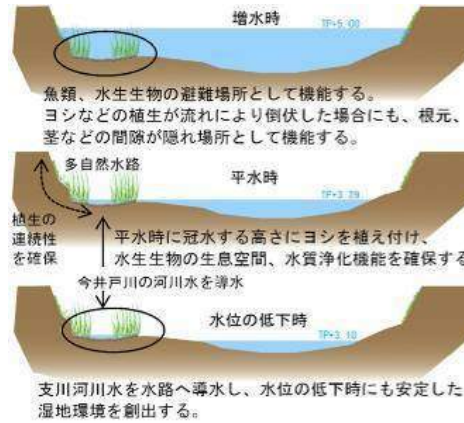 増水時
TP+5.00
魚類、水生生物の避難場所として機能する。
ヨシなどの植生が流れにより倒伏した場合にも、根元、
茎などの間隙が隠れ場所として機能する。
多自然水路
平水時
TP+3.29
植生の
連続性
を確保
平水時に冠水する高さにヨシを植え付け、
水生生物の生息空間、水質浄化機能を確保する
今井戸川の河川水を導水
水位の低下時
TP+3.10
支川河川水を水路へ導水し、水位の低下時にも安定した
湿地環境を創出する。